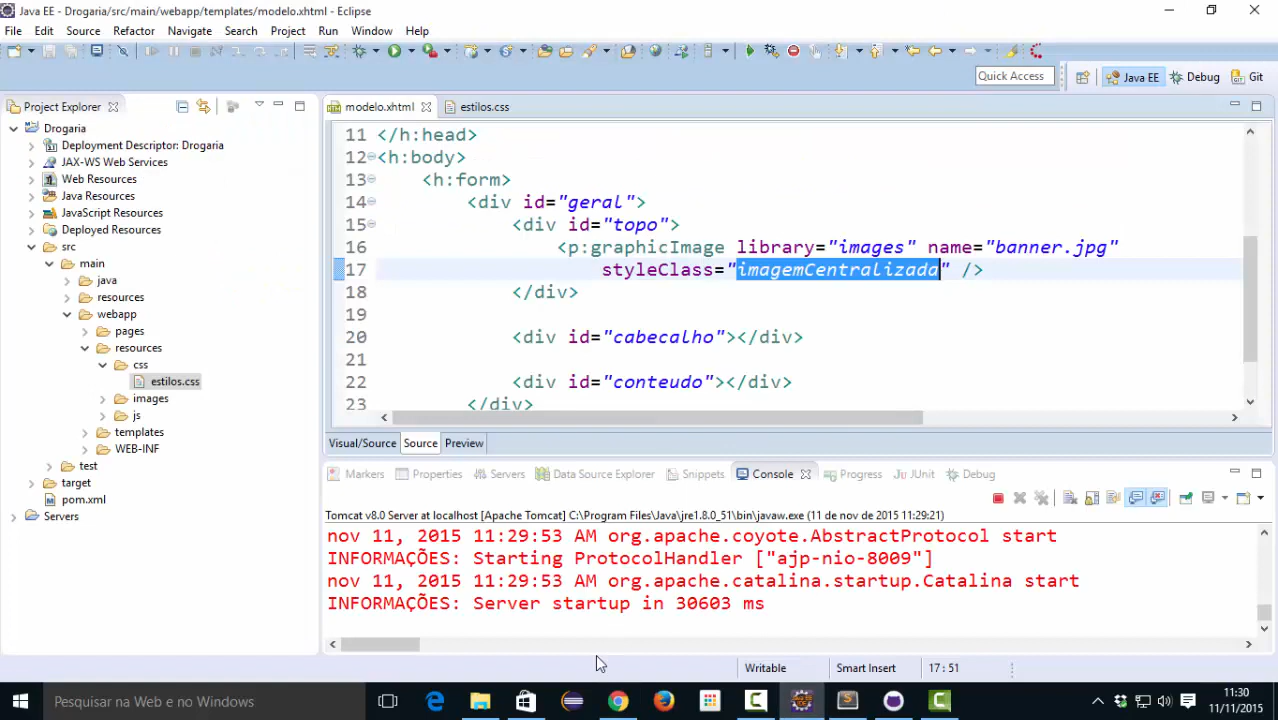 Java EE - Drogaria/src/main/webapp/templates/modelo.xhtml - Eclipse
File Edit Source Refactor Navigate Search Project Run Window Help
Quick Access
Java EE
Debug
Git
Project Explorer
Drogaria
Deployment Descriptor: Drogaria
JAX-WS Web Services
Web Resources
Java Resources
JavaScript Resources
Deployed Resources
src
main
java
resources
webapp
pages
resources
css
estilos.css
images
js
templates
WEB-INF
test
target
pom.xml
Servers
modelo.xhtml
estilos.css
11 </h:head>
12 <h:body>
13 <h:form>
14 <div id="geral">
15 <div id="topo">
16 <p:graphicImage library="images" name="banner.jpg"
17 styleClass="imagemCentralizada" />
18 </div>
19
20 <div id="cabecalho"></div>
21
22 <div id="conteudo"></div>
23 </div>
Visual/Source Source Preview
Markers Properties Servers Data Source Explorer Snippets Console Progress JUnit Debug
Tomcat v8.0 Server at localhost [Apache Tomcat] C:\Program Files\Java\jre1.8.0_51\bin\javaw.exe (11 de nov de 2015 11:29:21)
nov 11, 2015 11:29:53 AM org.apache.coyote.AbstractProtocol start
INFORMAÇÕES: Starting ProtocolHandler ["ajp-nio-8009"]
nov 11, 2015 11:29:53 AM org.apache.catalina.startup.Catalina start
INFORMAÇÕES: Server startup in 30603 ms
Writable Smart Insert 17 : 51
Pesquisar na Web e no Windows
11:30
11/11/2015